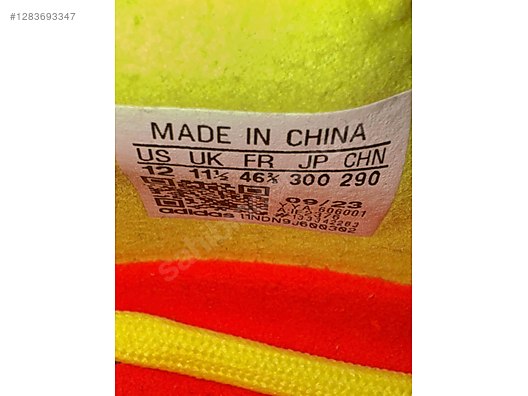 #1283693347
MADE IN CHINA
US UK FR JP CHN
12 11½ 46⅔ 300 290
09/23
adidas 11NDN9J600302